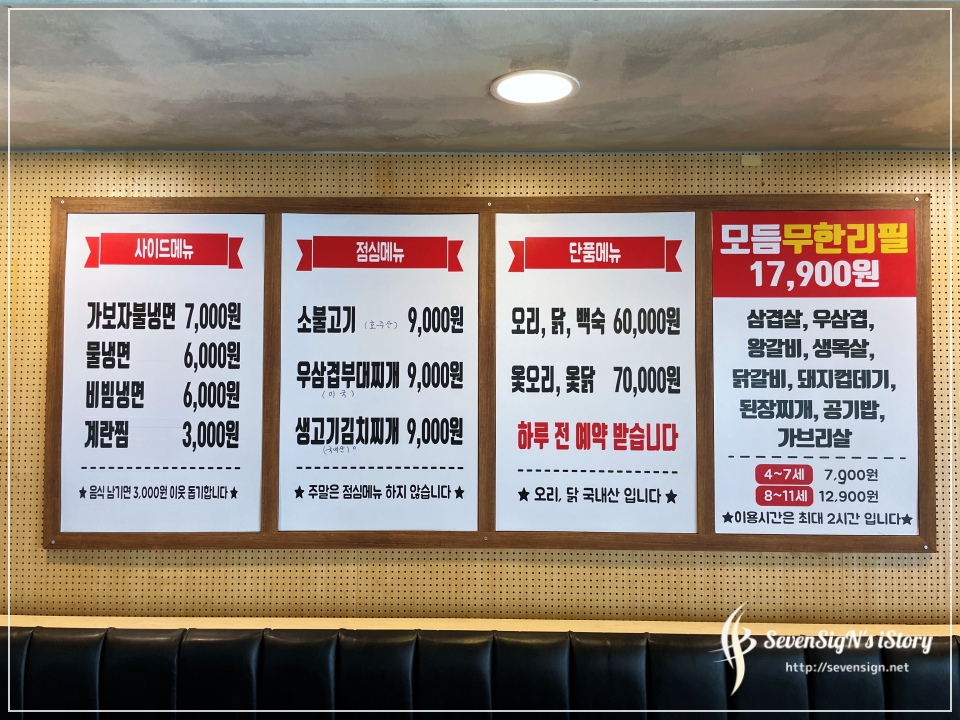 사이드메뉴
가보자불냉면 7,000원
물냉면 6,000원
비빔냉면 6,000원
계란찜 3,000원
★ 음식 남기면 3,000원 이웃 돕기합니다 ★
점심메뉴
소불고기 (호주산) 9,000원
우삼겹부대찌개 9,000원
(미국)
생고기김치찌개 9,000원
(국내산)
★ 주말은 점심메뉴 하지 않습니다 ★
단품메뉴
오리, 닭, 백숙 60,000원
옻오리, 옻닭 70,000원
하루 전 예약 받습니다
★ 오리, 닭 국내산 입니다 ★
모듬무한리필
17,900원
삼겹살, 우삼겹,
왕갈비, 생목살,
닭갈비, 돼지껍데기,
된장찌개, 공기밥,
가브리살
4~7세 7,900원
8~11세 12,900원
★이용시간은 최대 2시간 입니다★
SevenSigN's iStory
http://sevensign.net